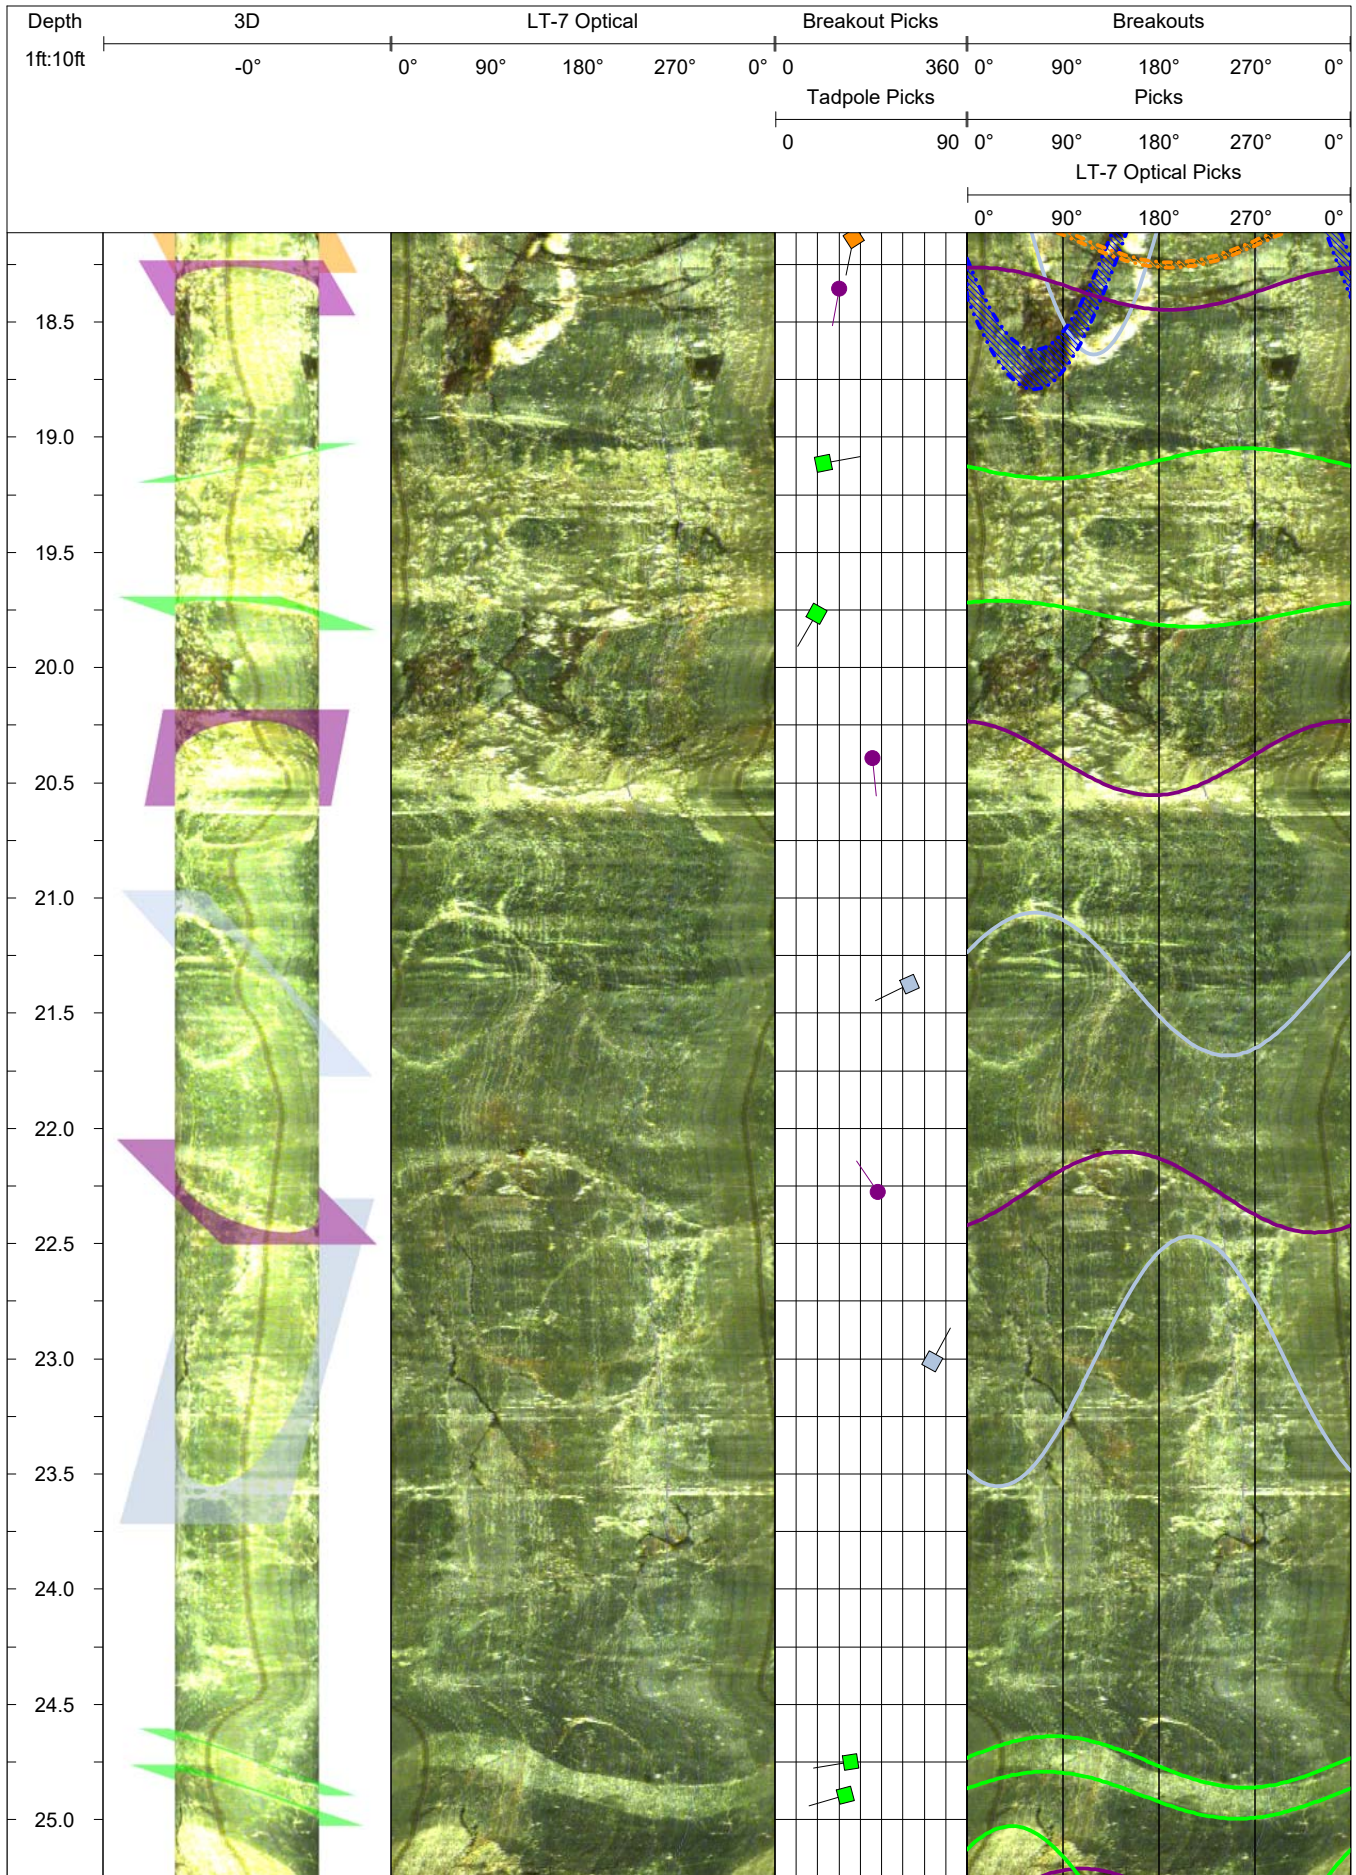 Depth 3D LT-7 Optical Breakout Picks Breakouts
1ft:10ft -0° 0° 90° 180° 270° 0° 0 360 0° 90° 180° 270° 0°
Tadpole Picks Picks
0 90 0° 90° 180° 270° 0°
LT-7 Optical Picks
0° 90° 180° 270° 0°
18.5
19.0
19.5
20.0
20.5
21.0
21.5
22.0
22.5
23.0
23.5
24.0
24.5
25.0